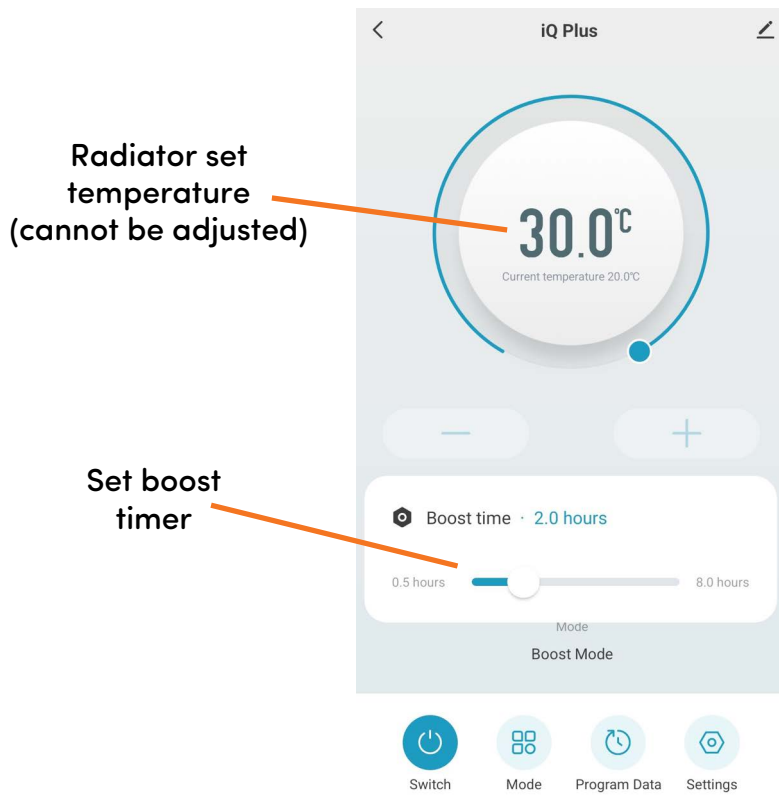 iQ Plus
Radiator set
temperature
(cannot be adjusted)
30.0°C
Current temperature 20.0°C
Set boost
timer
Boost time · 2.0 hours
0.5 hours
8.0 hours
Mode
Boost Mode
Switch
Mode
Program Data
Settings